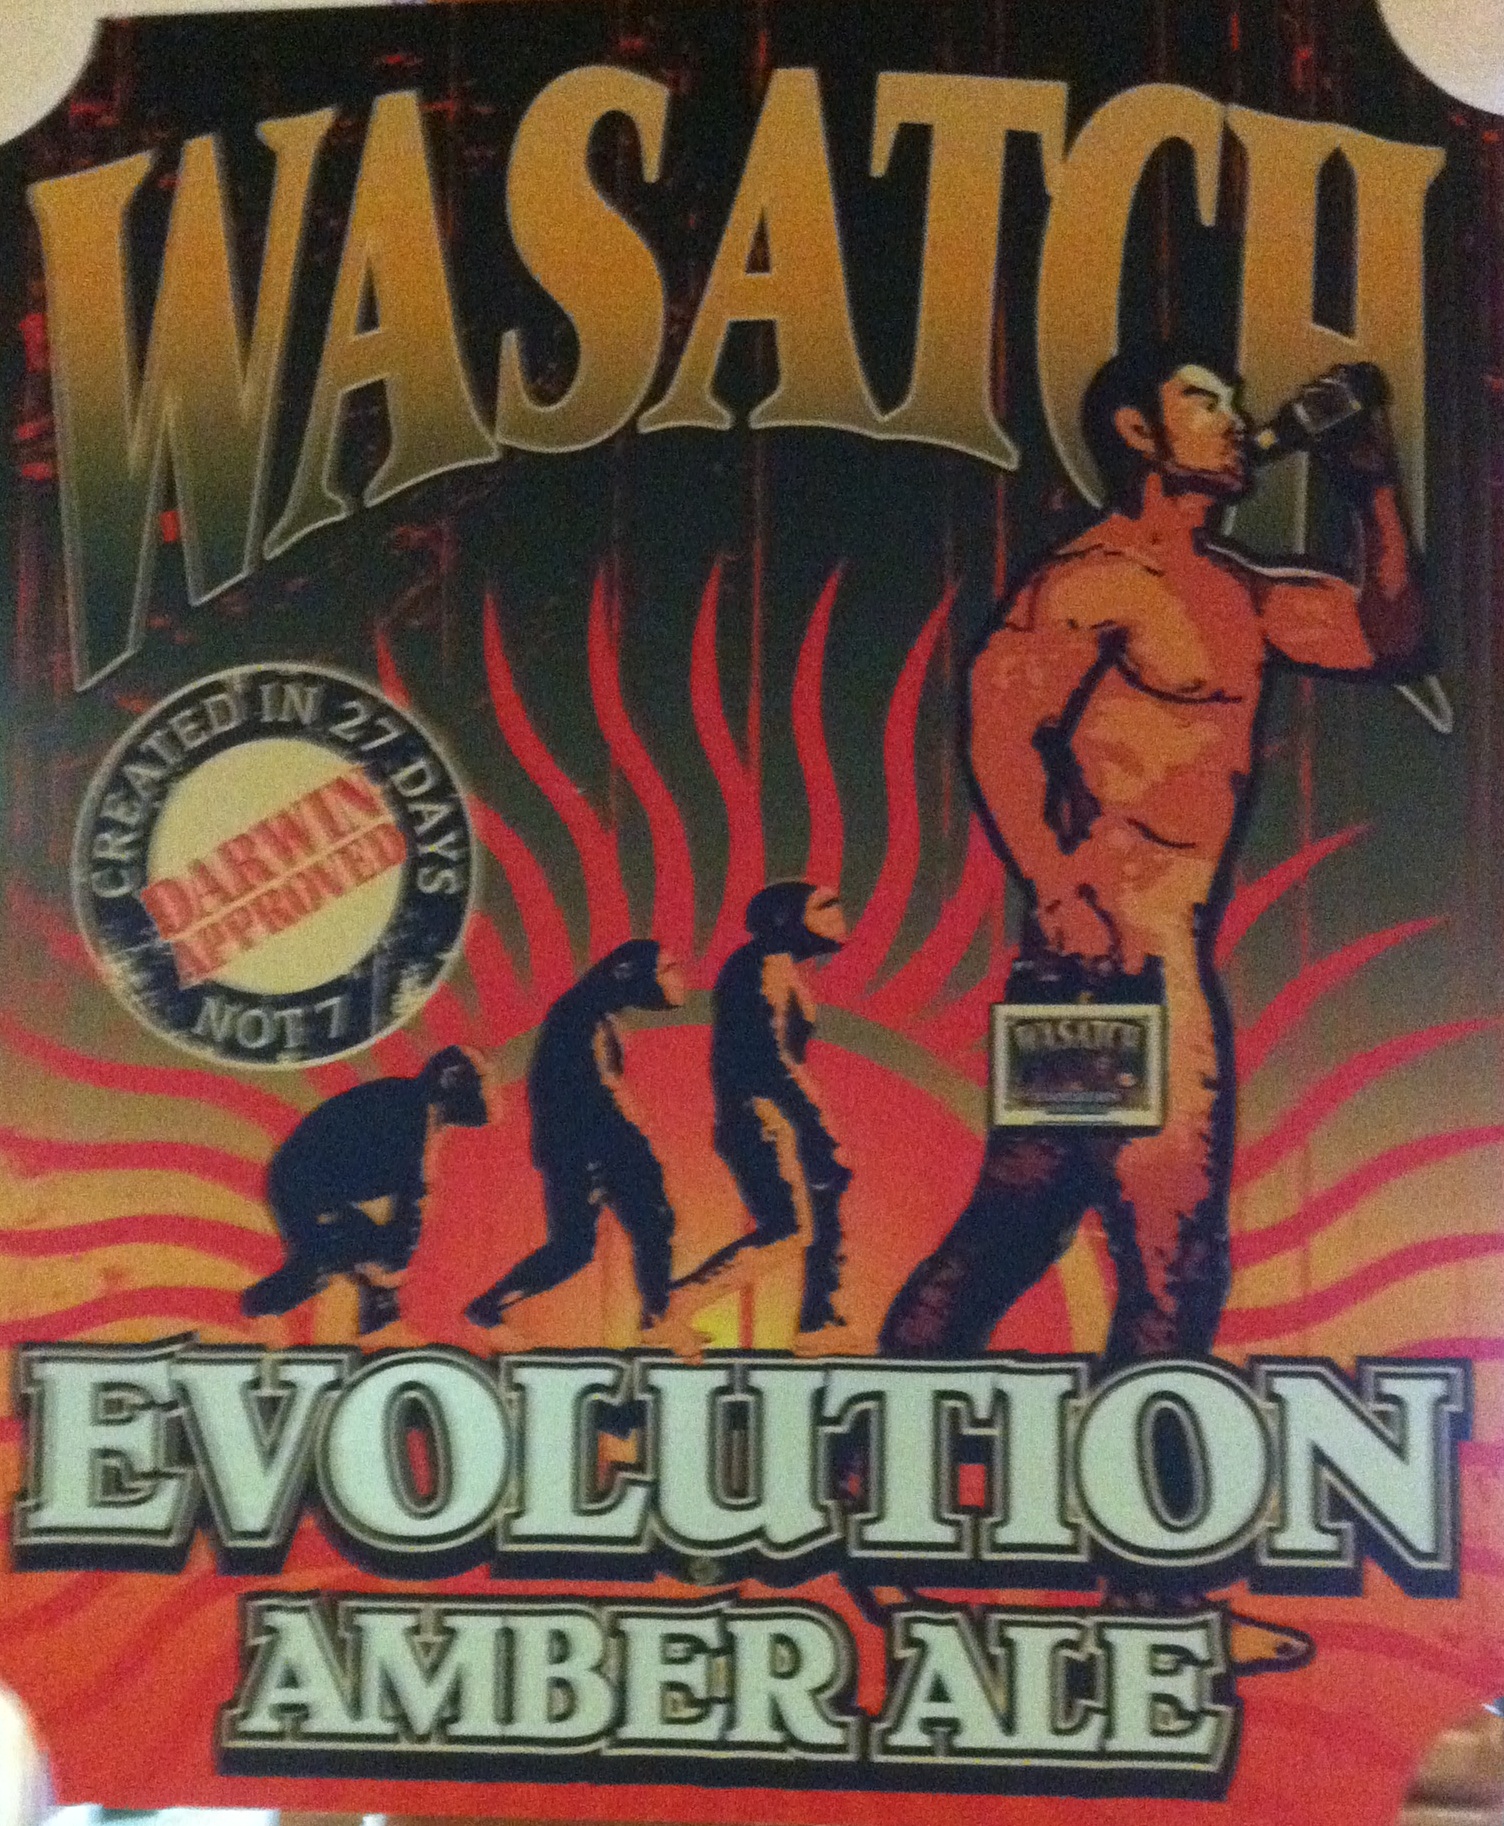 WASATCH
CREATED IN 27 DAYS
DARWIN
APPROVED
NOT 7
WASATCH
EVOLUTION
AMBER ALE